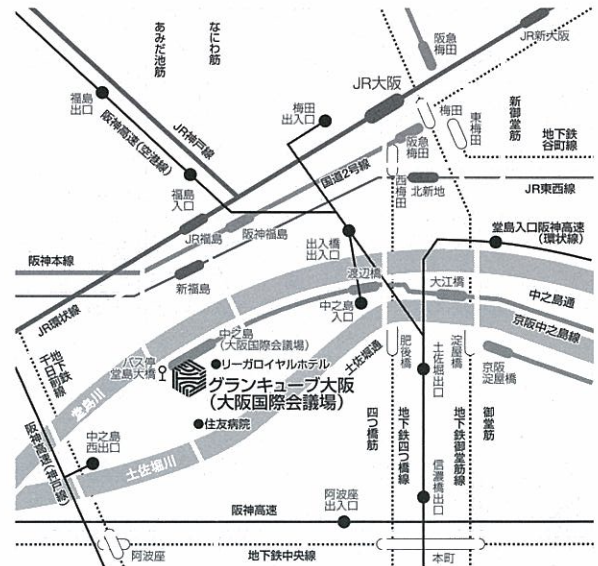 なにわ筋
あみだ池筋
阪急
梅田
JR新大阪
福島
出口
JR大阪
梅田
出入口
梅田
東梅田
新御堂筋
地下鉄
谷町線
JR神戸線
阪神高速(空港線)
阪急
梅田
国道2号線
西梅田
北新地
JR東西線
福島
入口
JR福島
阪神福島
出入橋
出入口
堂島入口
阪神高速
(環状線)
阪神本線
新福島
渡辺橋
大江橋
中之島
入口
中之島通
京阪中之島線
JR環状線
中之島
(大阪国際会議場)
土佐堀通
肥後橋
土佐堀出口
淀屋橋
京阪
淀屋橋
地下鉄
千日前線
バス停
堂島大橋
リーガロイヤルホテル
グランキューブ大阪
(大阪国際会議場)
堂島川
住友病院
四つ橋筋
地下鉄四つ橋線
地下鉄御堂筋線
御堂筋
阪神高速(神戸線)
中之島
西出口
土佐堀川
信濃橋出口
阿波座
出入口
阪神高速
阿波座
地下鉄中央線
本町